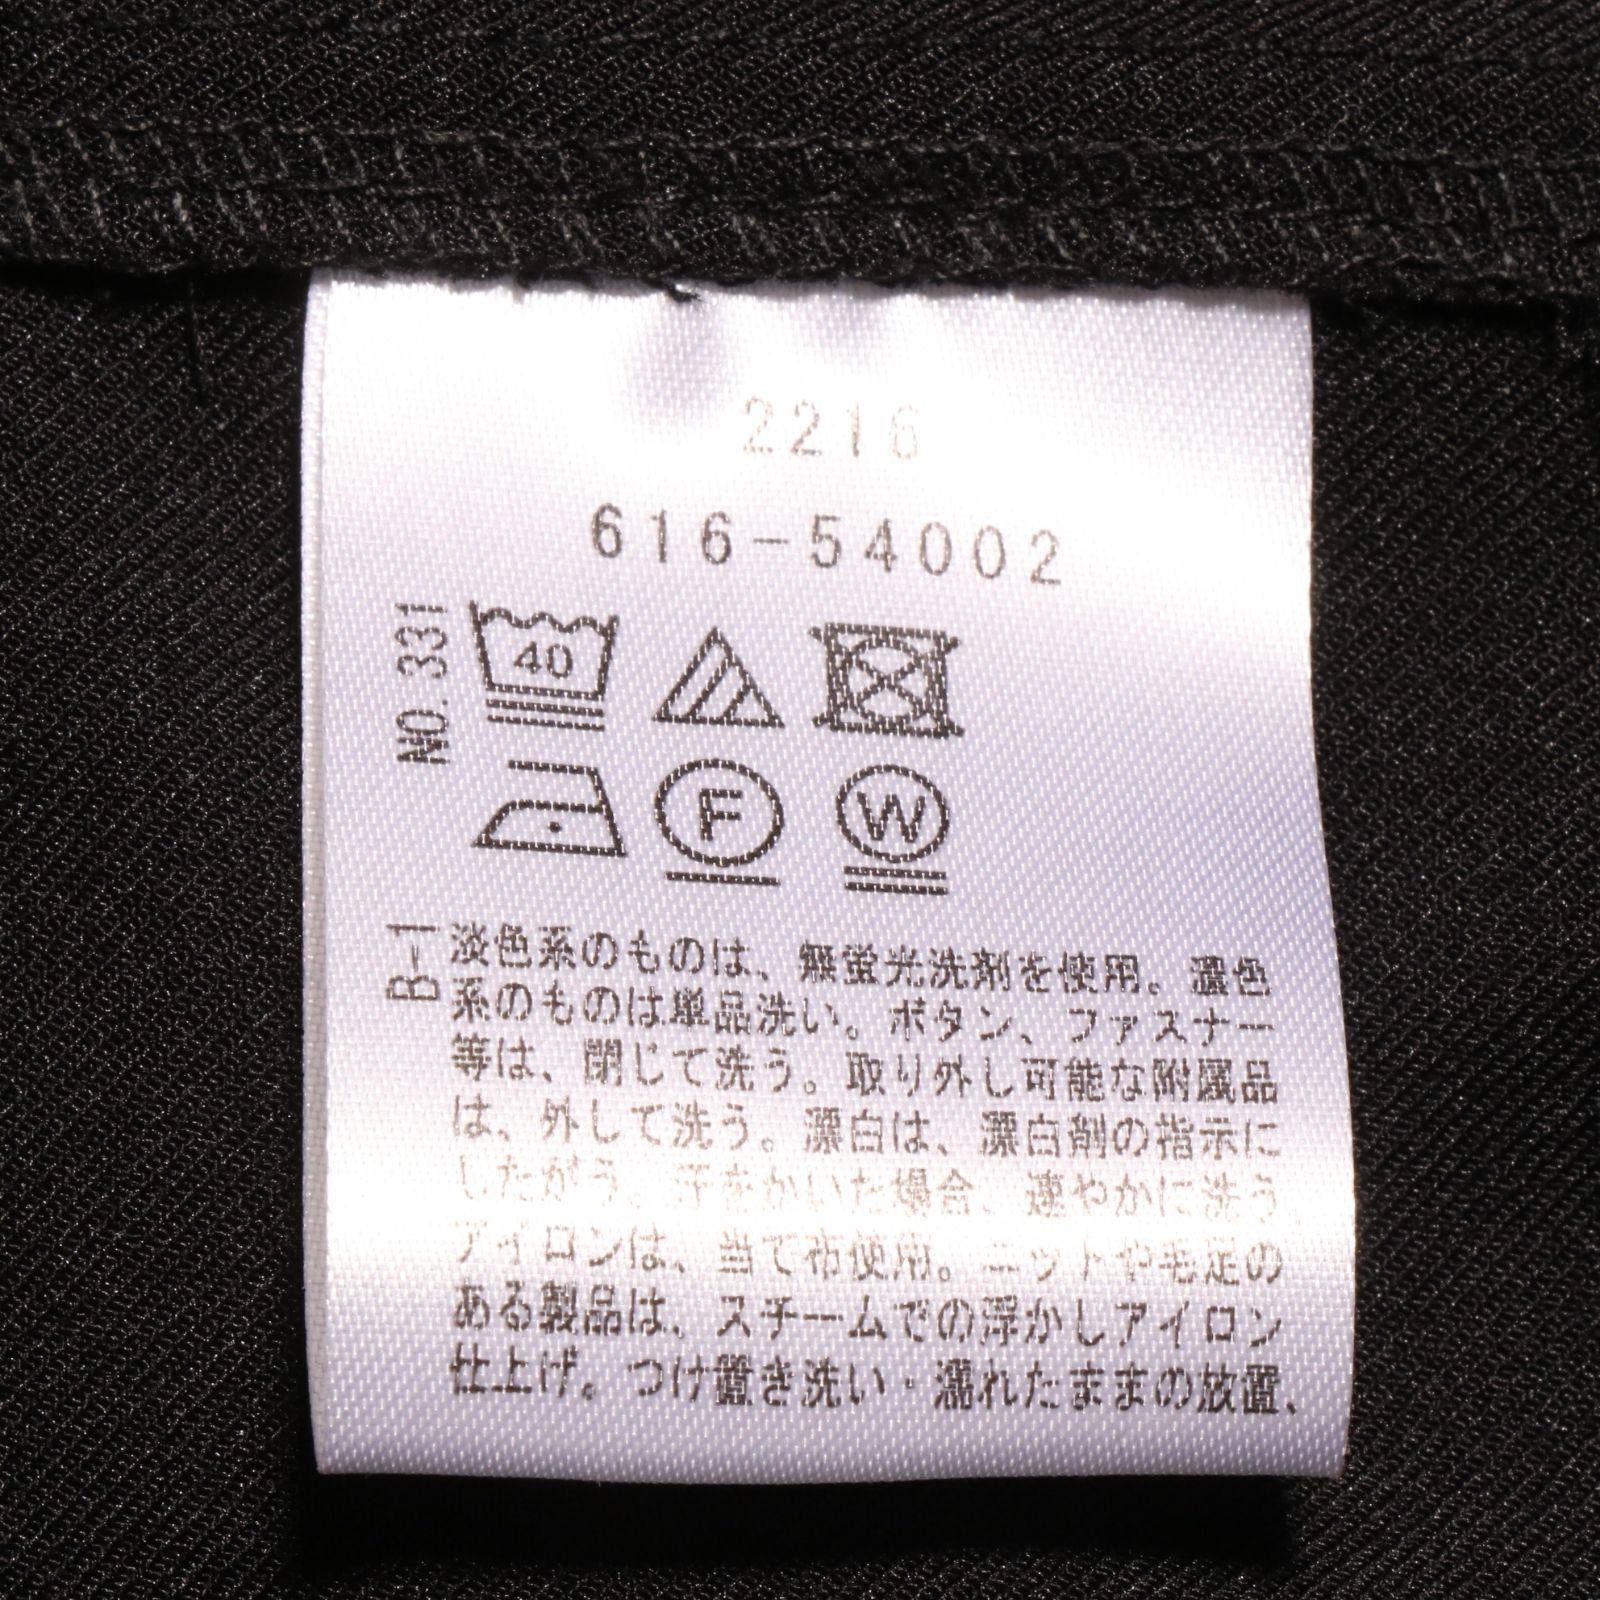 2216
616-54002
NO.331
40
F
W
B-1
淡色系のものは、無蛍光洗剤を使用。濃色
系のものは単品洗い。ボタン、ファスナー
等は、閉じて洗う。取り外し可能な附属品
は、外して洗う。漂白は、漂白剤の指示に
したがう。汗をかいた場合、速やかに洗う。
アイロンは、当て布使用。ニットや毛足の
ある製品は、スチームでの浮かしアイロン
仕上げ。つけ置き洗い・濡れたままの放置、